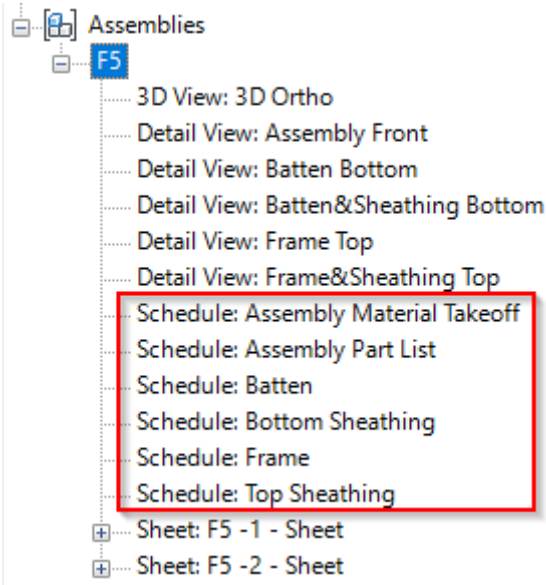 Assemblies
F5
3D View: 3D Ortho
Detail View: Assembly Front
Detail View: Batten Bottom
Detail View: Batten&Sheathing Bottom
Detail View: Frame Top
Detail View: Frame&Sheathing Top
Schedule: Assembly Material Takeoff
Schedule: Assembly Part List
Schedule: Batten
Schedule: Bottom Sheathing
Schedule: Frame
Schedule: Top Sheathing
Sheet: F5 -1 - Sheet
Sheet: F5 -2 - Sheet